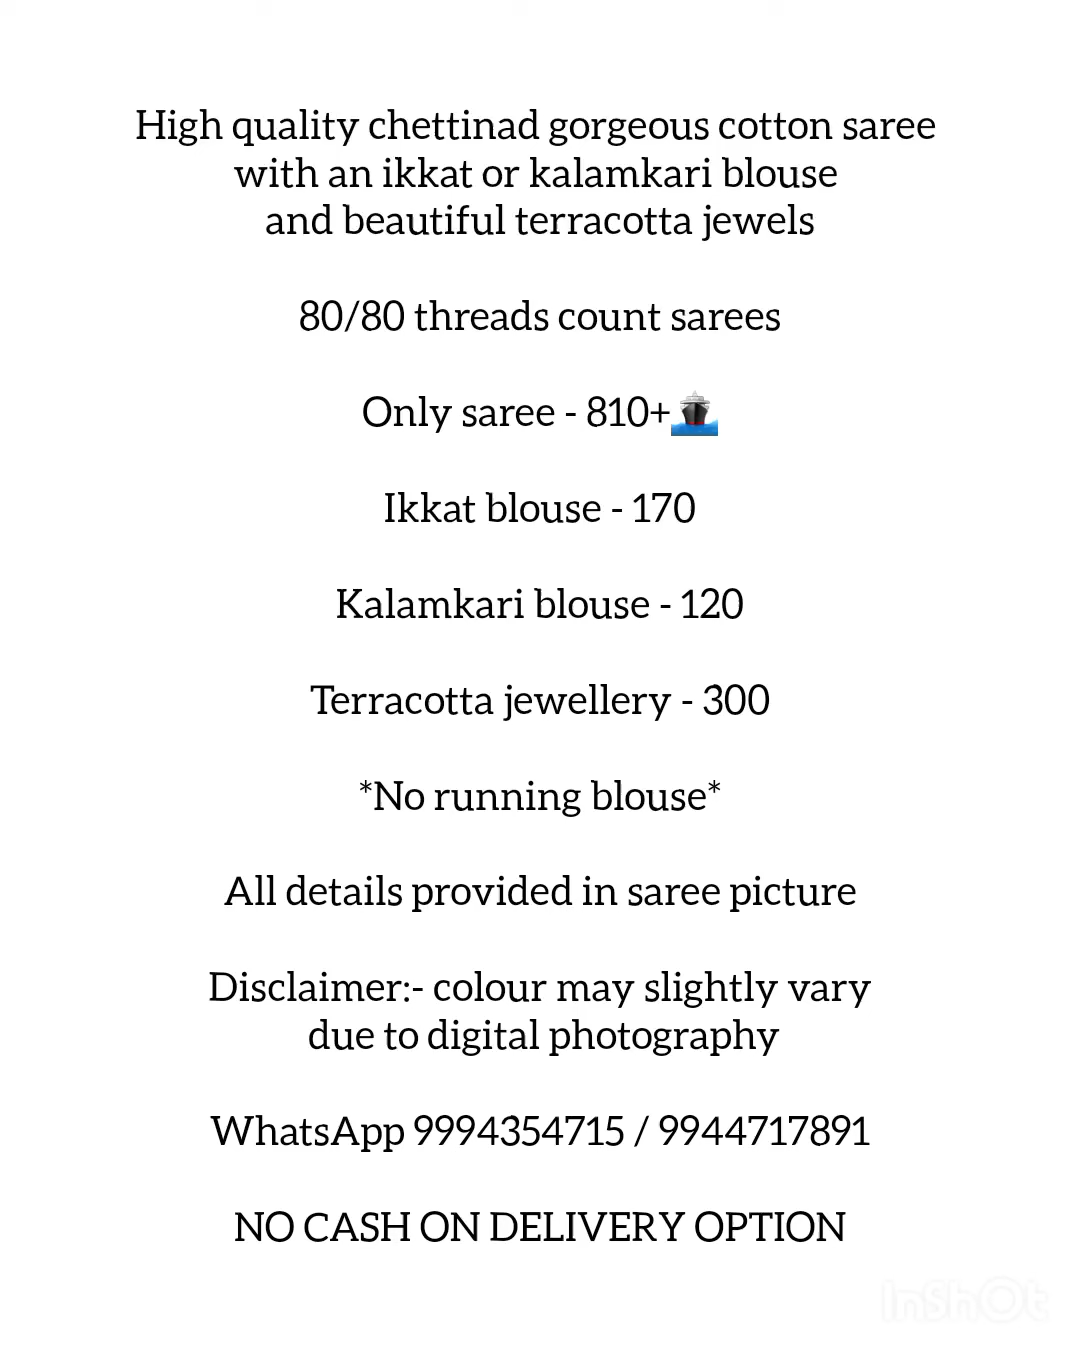 High quality chettinad gorgeous cotton saree
with an ikkat or kalamkari blouse
and beautiful terracotta jewels
80/80 threads count sarees
Only saree - 810+🛳
Ikkat blouse - 170
Kalamkari blouse - 120
Terracotta jewellery - 300
*No running blouse*
All details provided in saree picture
Disclaimer:- colour may slightly vary
due to digital photography
WhatsApp 9994354715 / 9944717891
NO CASH ON DELIVERY OPTION
InShOt